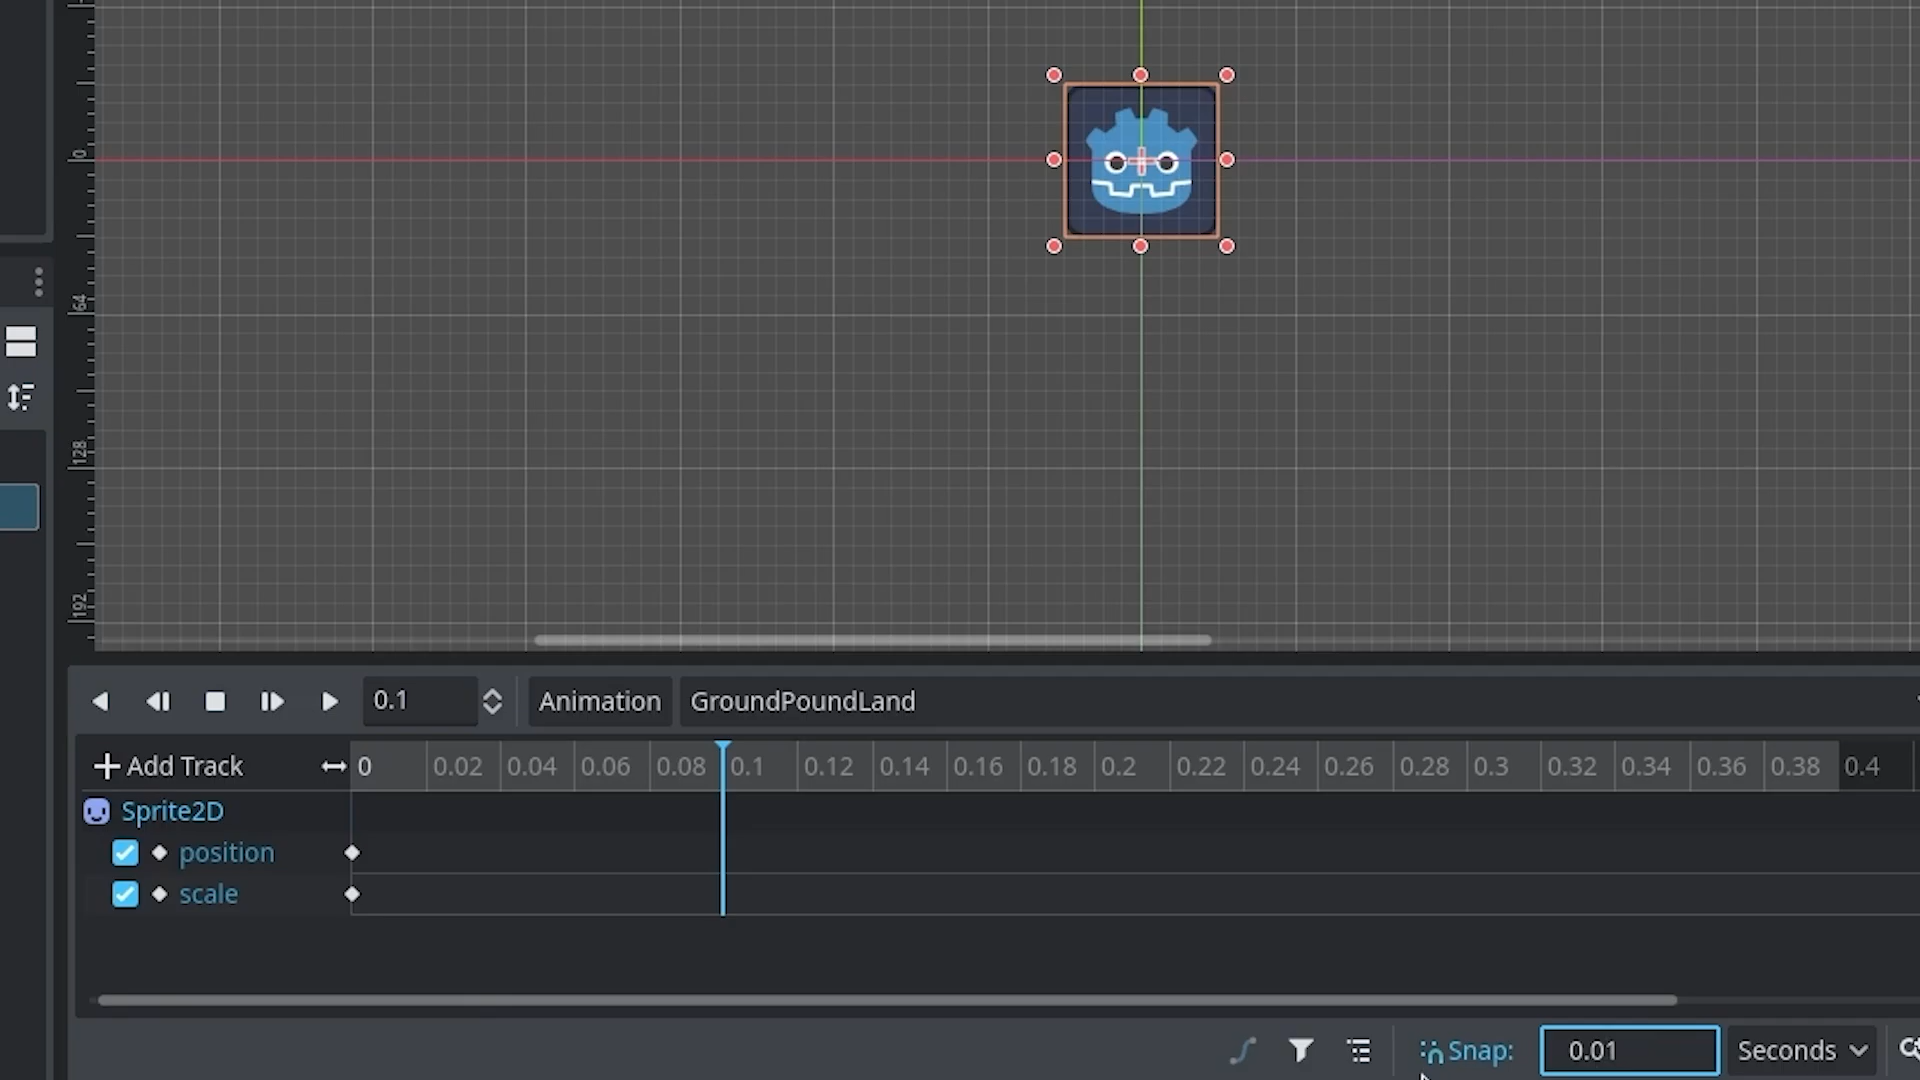 0
64
128
192
0.1 Animation GroundPoundLand
Add Track 0 0.02 0.04 0.06 0.08 0.1 0.12 0.14 0.16 0.18 0.2 0.22 0.24 0.26 0.28 0.3 0.32 0.34 0.36 0.38 0.4
Sprite2D
position
scale
Snap: 0.01 Seconds